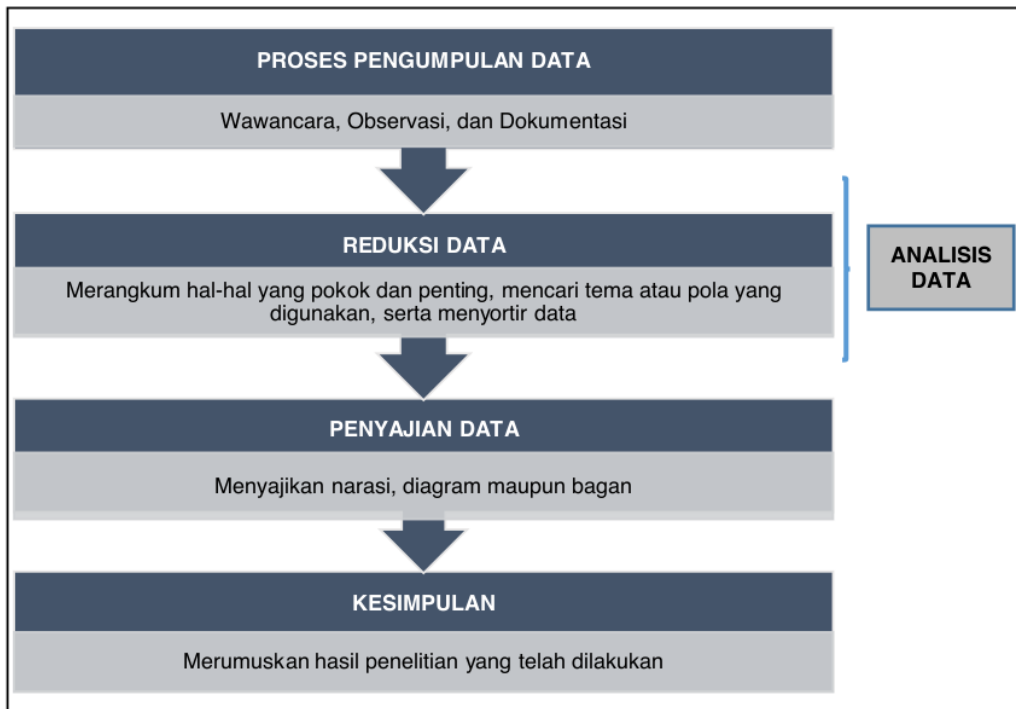 PROSES PENGUMPULAN DATA
Wawancara, Observasi, dan Dokumentasi
REDUKSI DATA
Merangkum hal-hal yang pokok dan penting, mencari tema atau pola yang
digunakan, serta menyortir data
ANALISIS
DATA
PENYAJIAN DATA
Menyajikan narasi, diagram maupun bagan
KESIMPULAN
Merumuskan hasil penelitian yang telah dilakukan